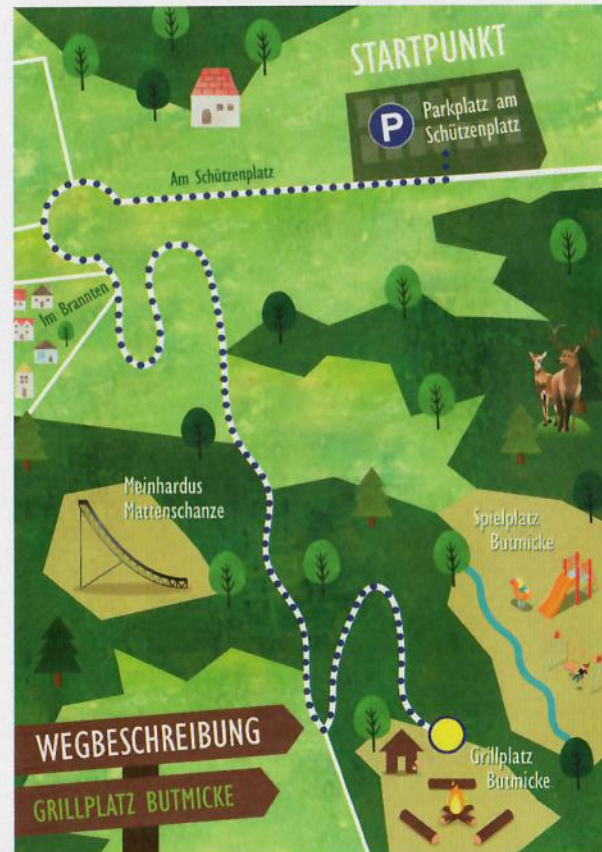 STARTPUNKT
P
Parkplatz am
Schützenplatz
Am Schützenplatz
Im Brannten
Meinhardus
Mattenschanze
Spielplatz
Butmicke
WEGBESCHREIBUNG
GRILLPLATZ BUTMICKE
Grillplatz
Butmicke